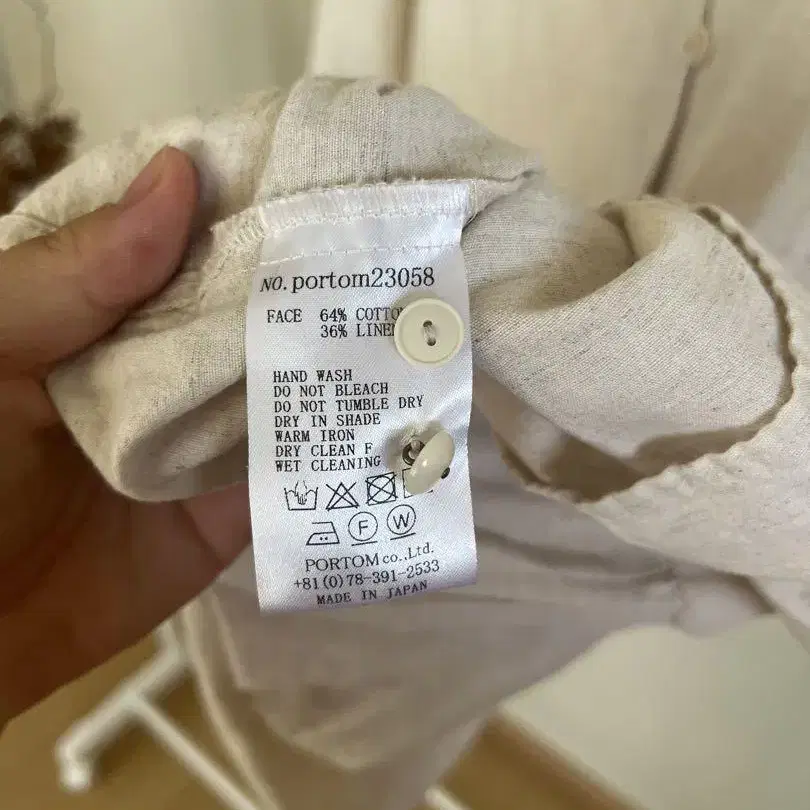 NO. portom23058
FACE 64% COTTO
36% LINE
HAND WASH
DO NOT BLEACH
DO NOT TUMBLE DRY
DRY IN SHADE
WARM IRON
DRY CLEAN F
WET CLEANING
F W
PORTOM co., Ltd.
+81(0)78-391-2533
MADE IN JAPAN